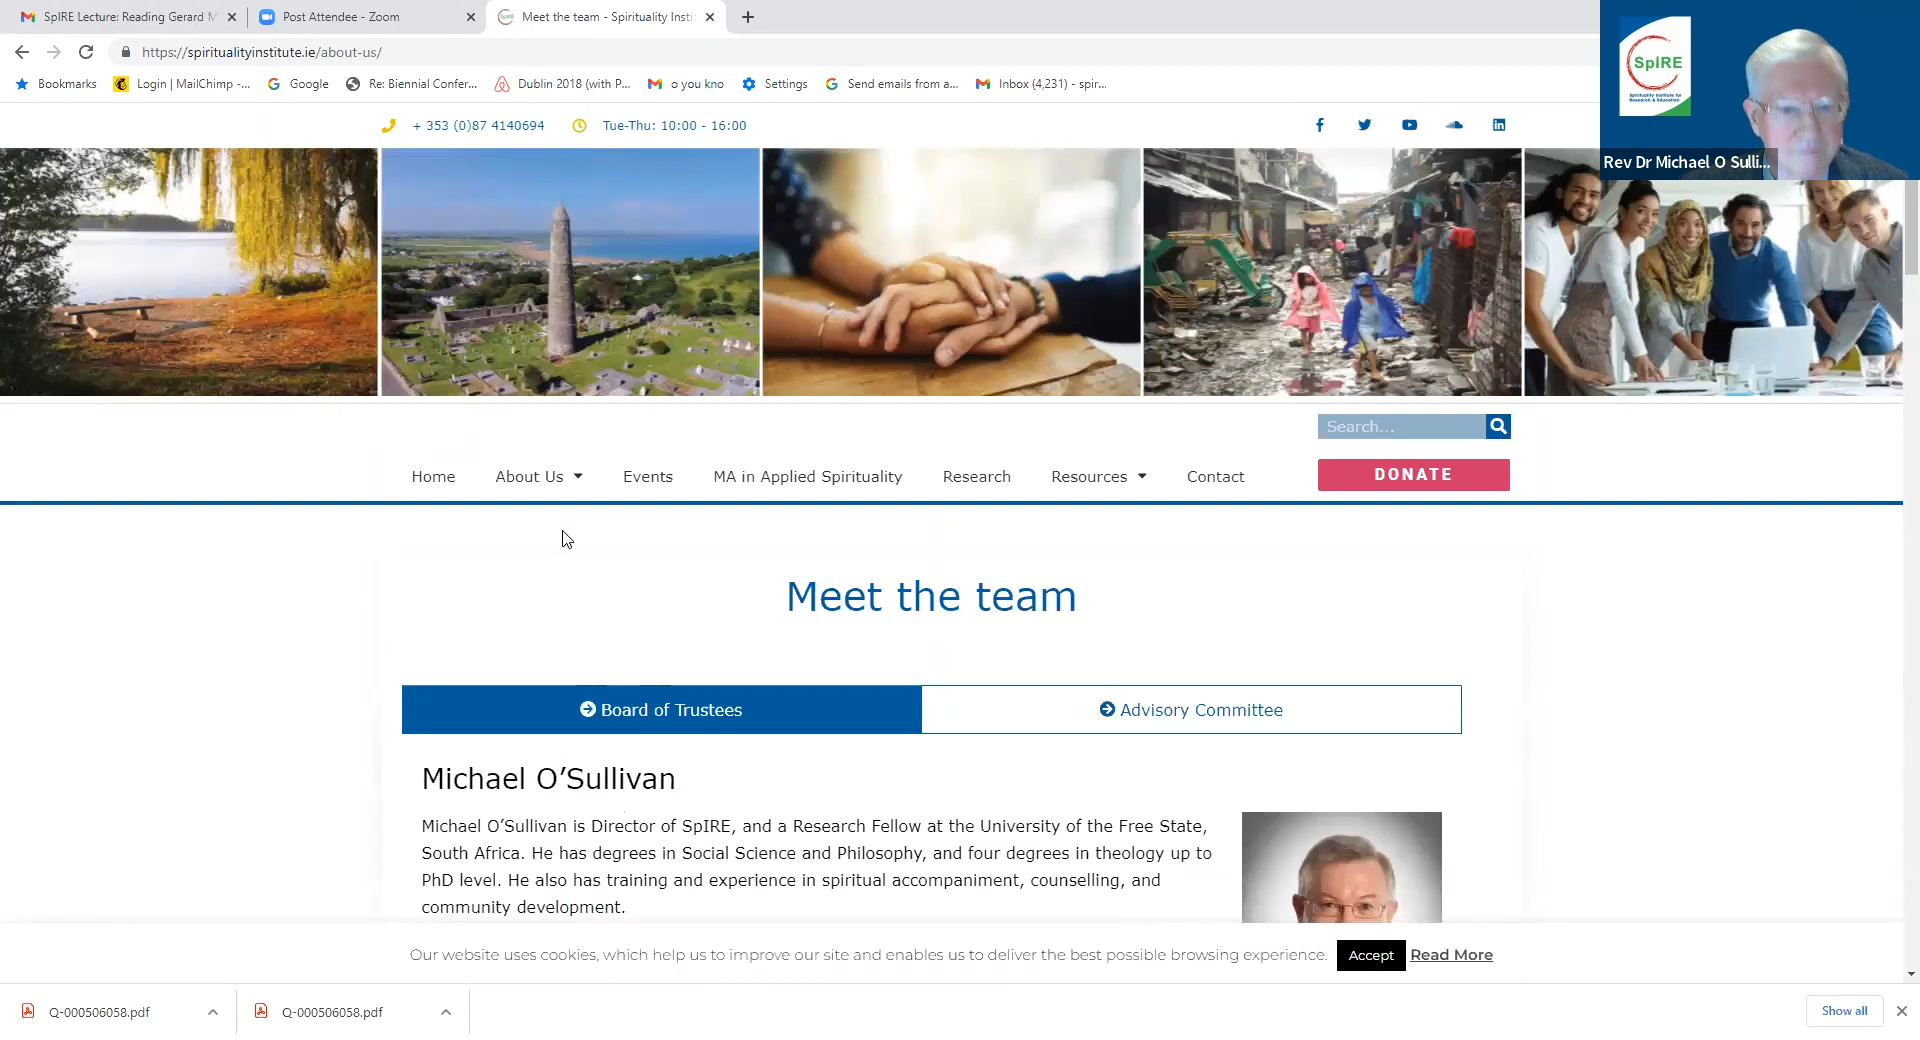 SpIRE Lecture: Reading Gerard M
Post Attendee - Zoom
Meet the team - Spirituality Insti
https://spiritualityinstitute.ie/about-us/
Bookmarks
Login | MailChimp -...
Google
Re: Biennial Confer...
Dublin 2018 (with P...
o you kno
Settings
Send emails from a...
Inbox (4,231) - spir...
SpIRE
Spirituality Institute for
Research & Education
Rev Dr Michael O Sulli...
+ 353 (0)87 4140694
Tue-Thu: 10:00 - 16:00
Search...
Home
About Us
Events
MA in Applied Spirituality
Research
Resources
Contact
DONATE
Meet the team
Board of Trustees
Advisory Committee
Michael O’Sullivan
Michael O’Sullivan is Director of SpIRE, and a Research Fellow at the University of the Free State,
South Africa. He has degrees in Social Science and Philosophy, and four degrees in theology up to
PhD level. He also has training and experience in spiritual accompaniment, counselling, and
community development.
Our website uses cookies, which help us to improve our site and enables us to deliver the best possible browsing experience.
Accept
Read More
Q-000506058.pdf
Q-000506058.pdf
Show all